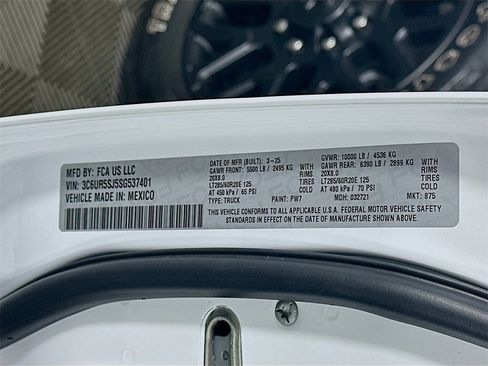 MFD BY: FCA US LLC
VIN: 3C6UR5SJ5SG537401
VEHICLE MADE IN: MEXICO
DATE OF MFR (BUILT): 3-25
GVWR: 10000 LB / 4536 KG
GAWR FRONT: 5500 LB / 2495 KG WITH
GAWR REAR: 6390 LB / 2899 KG WITH
20X8.0 RIMS
20X8.0 RIMS
LT285/60R20E 125 TIRES
LT285/60R20E 125 TIRES
AT 450 kPa / 65 PSI COLD
AT 480 kPa / 70 PSI COLD
TYPE: TRUCK PAINT: PW7 MDH: 032721 MKT: 875
THIS VEHICLE CONFORMS TO ALL APPLICABLE U.S.A. FEDERAL MOTOR VEHICLE SAFETY
STANDARDS IN EFFECT ON THE DATE OF MANUFACTURE SHOWN ABOVE.